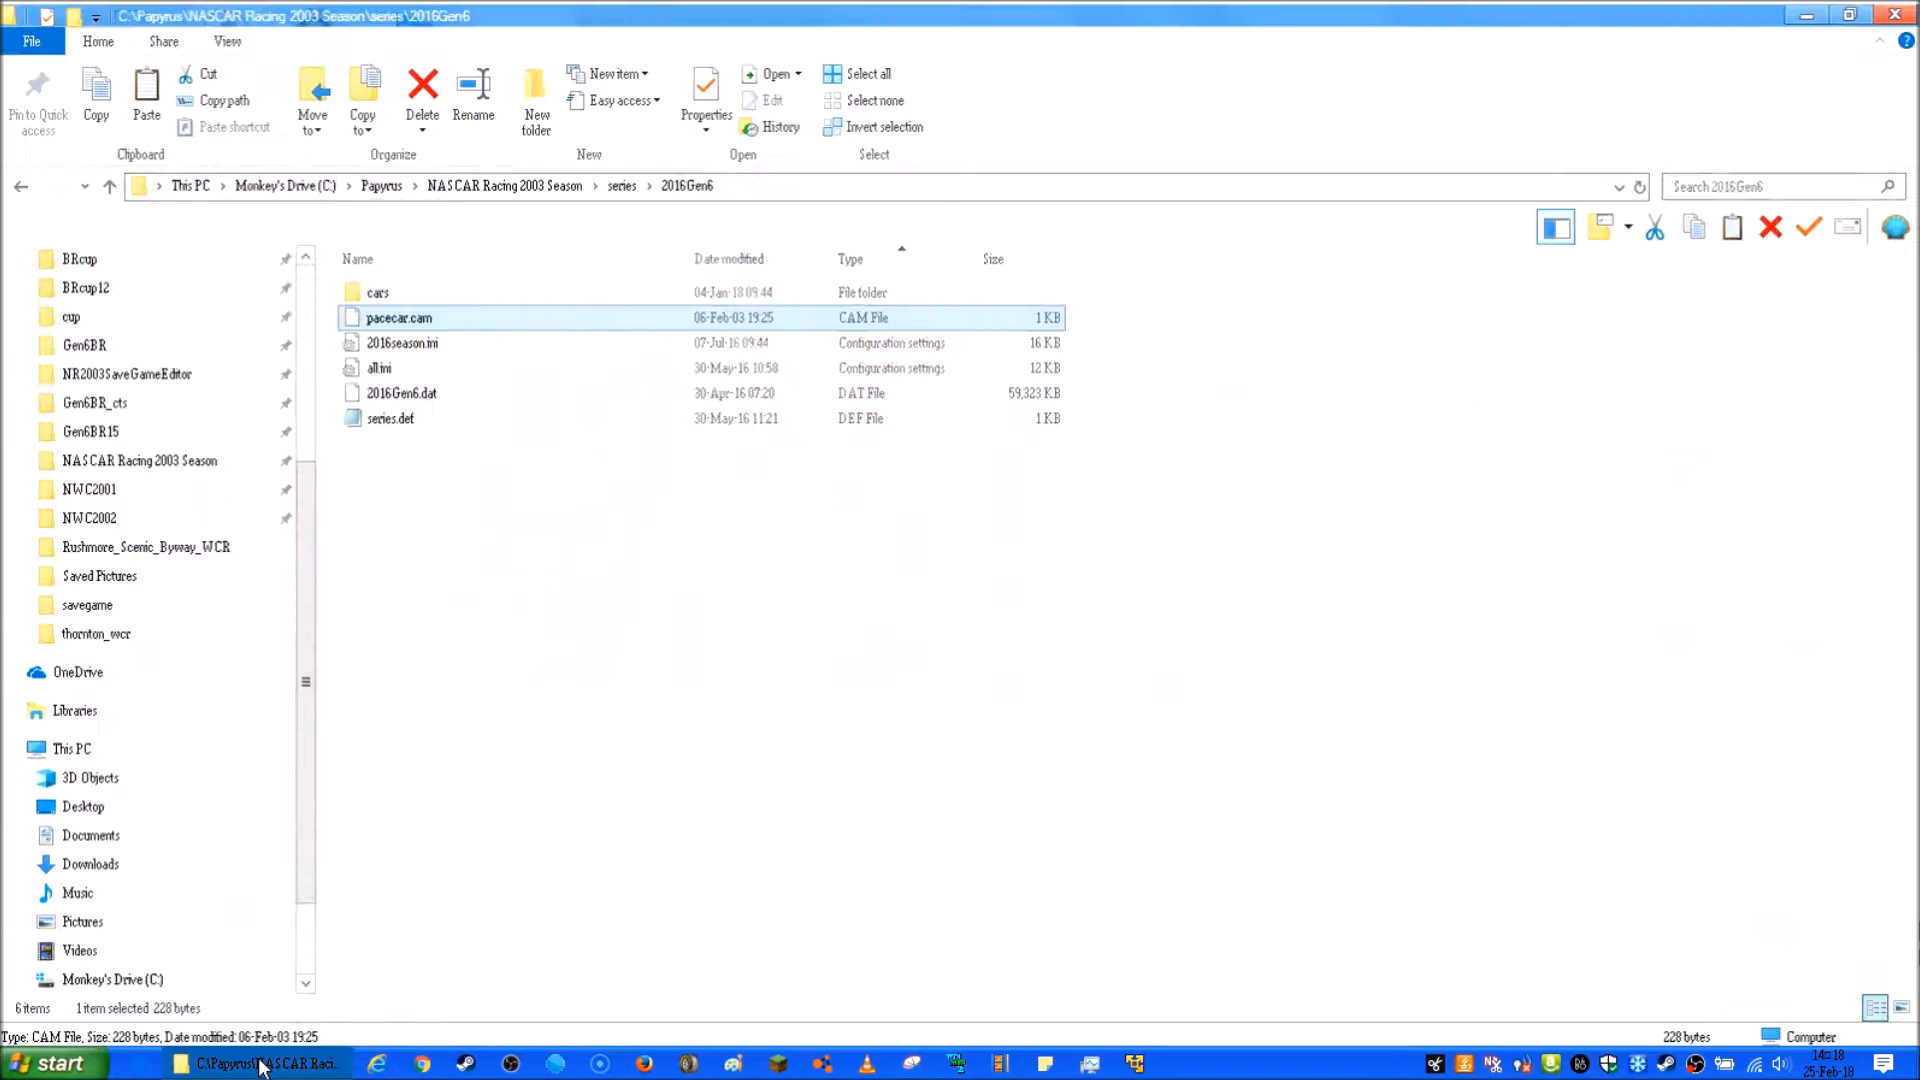 C:\Papyrus\NASCAR Racing 2003 Season\series\2016Gen6
File Home Share View
Pin to Quick access
Copy
Paste
Cut
Copy path
Paste shortcut
Clipboard
Move to
Copy to
Delete
Rename
Organize
New folder
New item
Easy access
New
Properties
Open
Edit
History
Open
Select all
Select none
Invert selection
Select
This PC > Monkey's Drive (C:) > Papyrus > NASCAR Racing 2003 Season > series > 2016Gen6
Search 2016Gen6
BRcup
BRcup12
cup
Gen6BR
NR2003SaveGameEditor
Gen6BR_cts
Gen6BR15
NASCAR Racing 2003 Season
NWC2001
NWC2002
Rushmore_Scenic_Byway_WCR
Saved Pictures
savegame
thornton_wcr
OneDrive
Libraries
This PC
3D Objects
Desktop
Documents
Downloads
Music
Pictures
Videos
Monkey's Drive (C:)
Name Date modified Type Size
cars 04-Jan-18 09:44 File folder
pacecar.cam 06-Feb-03 19:25 CAM File 1 KB
2016season.ini 07-Jul-16 09:44 Configuration settings 16 KB
all.ini 30-May-16 10:58 Configuration settings 12 KB
2016Gen6.dat 30-Apr-16 07:20 DAT File 59,323 KB
series.def 30-May-16 11:21 DEF File 1 KB
6 items 1 item selected 228 bytes
Type: CAM File, Size: 228 bytes, Date modified: 06-Feb-03 19:25
228 bytes
Computer
start
C:\Papyrus\NASCAR Raci...
14:18
25-Feb-18